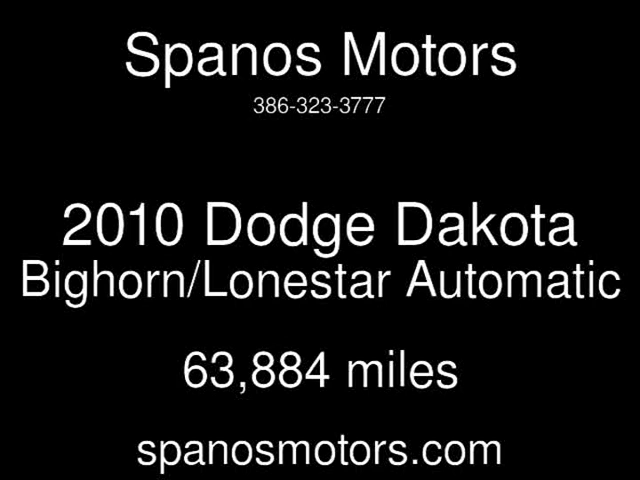 Spanos Motors
386-323-3777
2010 Dodge Dakota
Bighorn/Lonestar Automatic
63,884 miles
spanosmotors.com